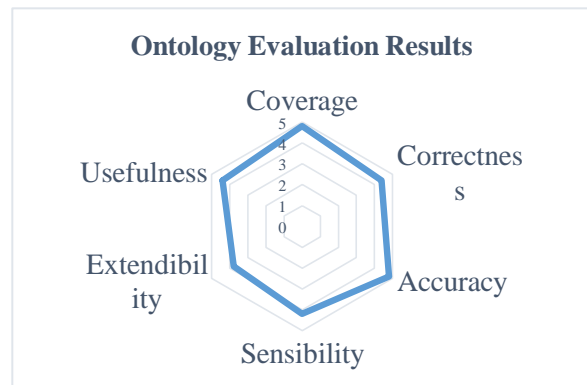 Ontology Evaluation Results
Coverage
5
4
3
2
1
0
Correctnes
s
Accuracy
Sensibility
Extendibil
ity
Usefulness